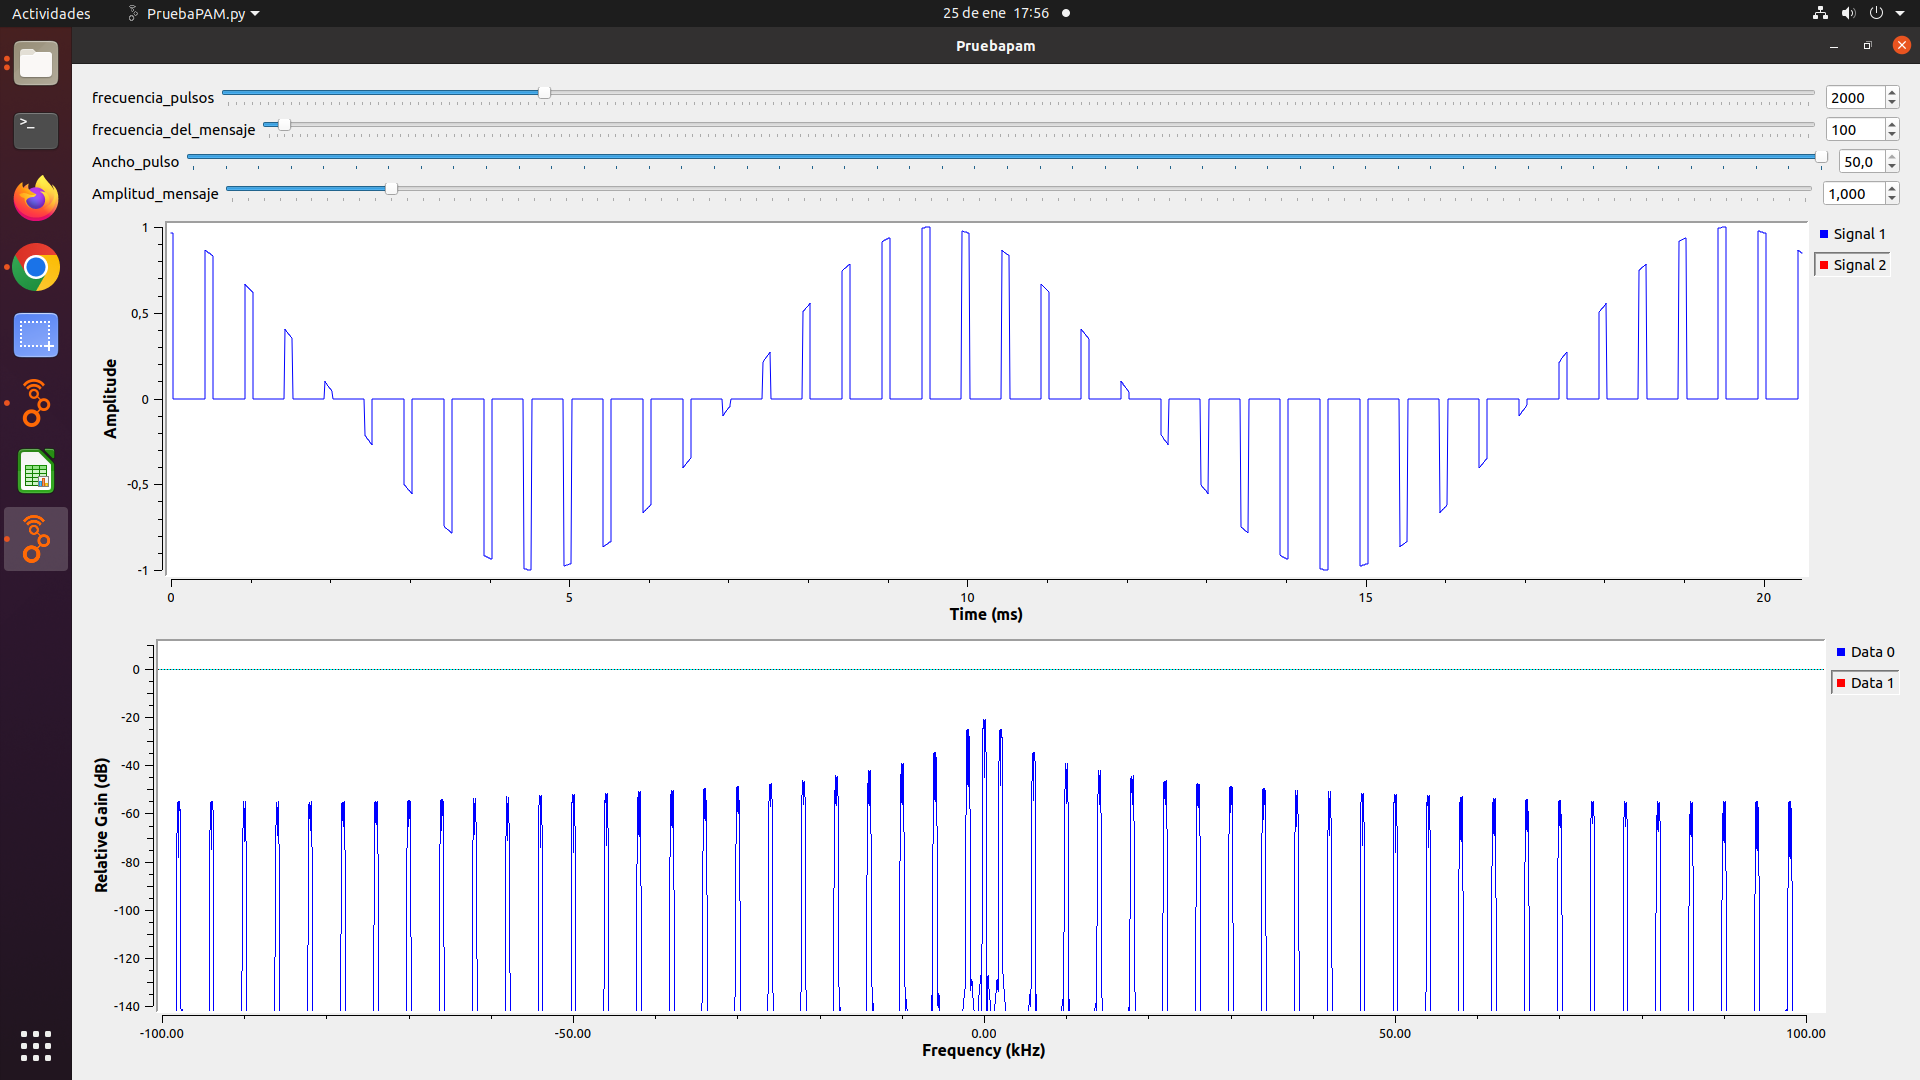 Actividades PruebaPAM.py 25 de ene 17:56
Pruebapam
frecuencia_pulsos 2000
frecuencia_del_mensaje 100
Ancho_pulso 50,0
Amplitud_mensaje 1,000
Signal 1
Signal 2
Amplitude
1
0,5
0
-0,5
-1
0 5 10 15 20
Time (ms)
Data 0
Data 1
Relative Gain (dB)
0
-20
-40
-60
-80
-100
-120
-140
-100.00 -50.00 0.00 50.00 100.00
Frequency (kHz)